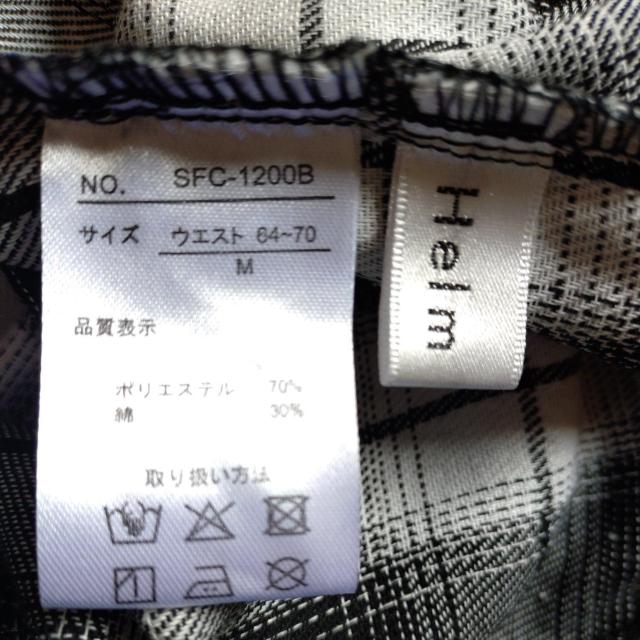 NO. SFC-1200B
サイズ ウエスト 64~70
M
品質表示
ポリエステル 70%
綿 30%
取り扱い方法
Helm